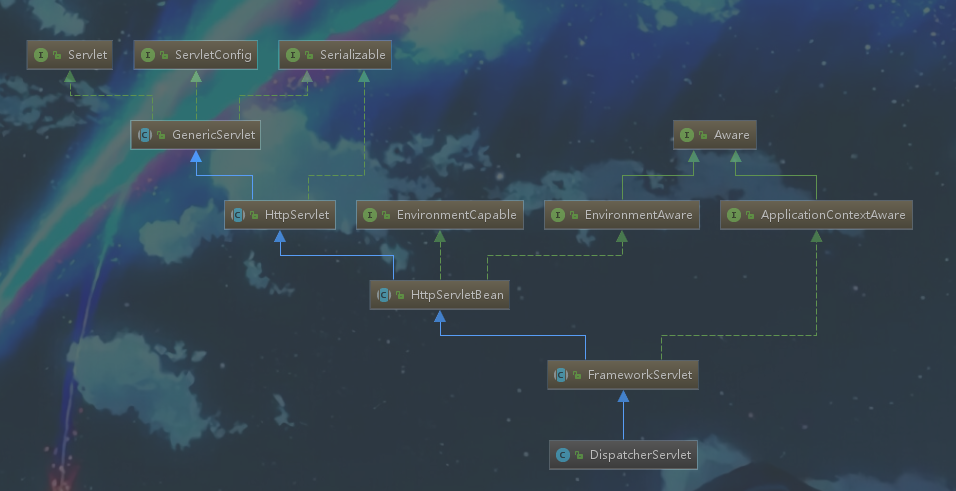 Servlet
ServletConfig
Serializable
GenericServlet
Aware
HttpServlet
EnvironmentCapable
EnvironmentAware
ApplicationContextAware
HttpServletBean
FrameworkServlet
DispatcherServlet